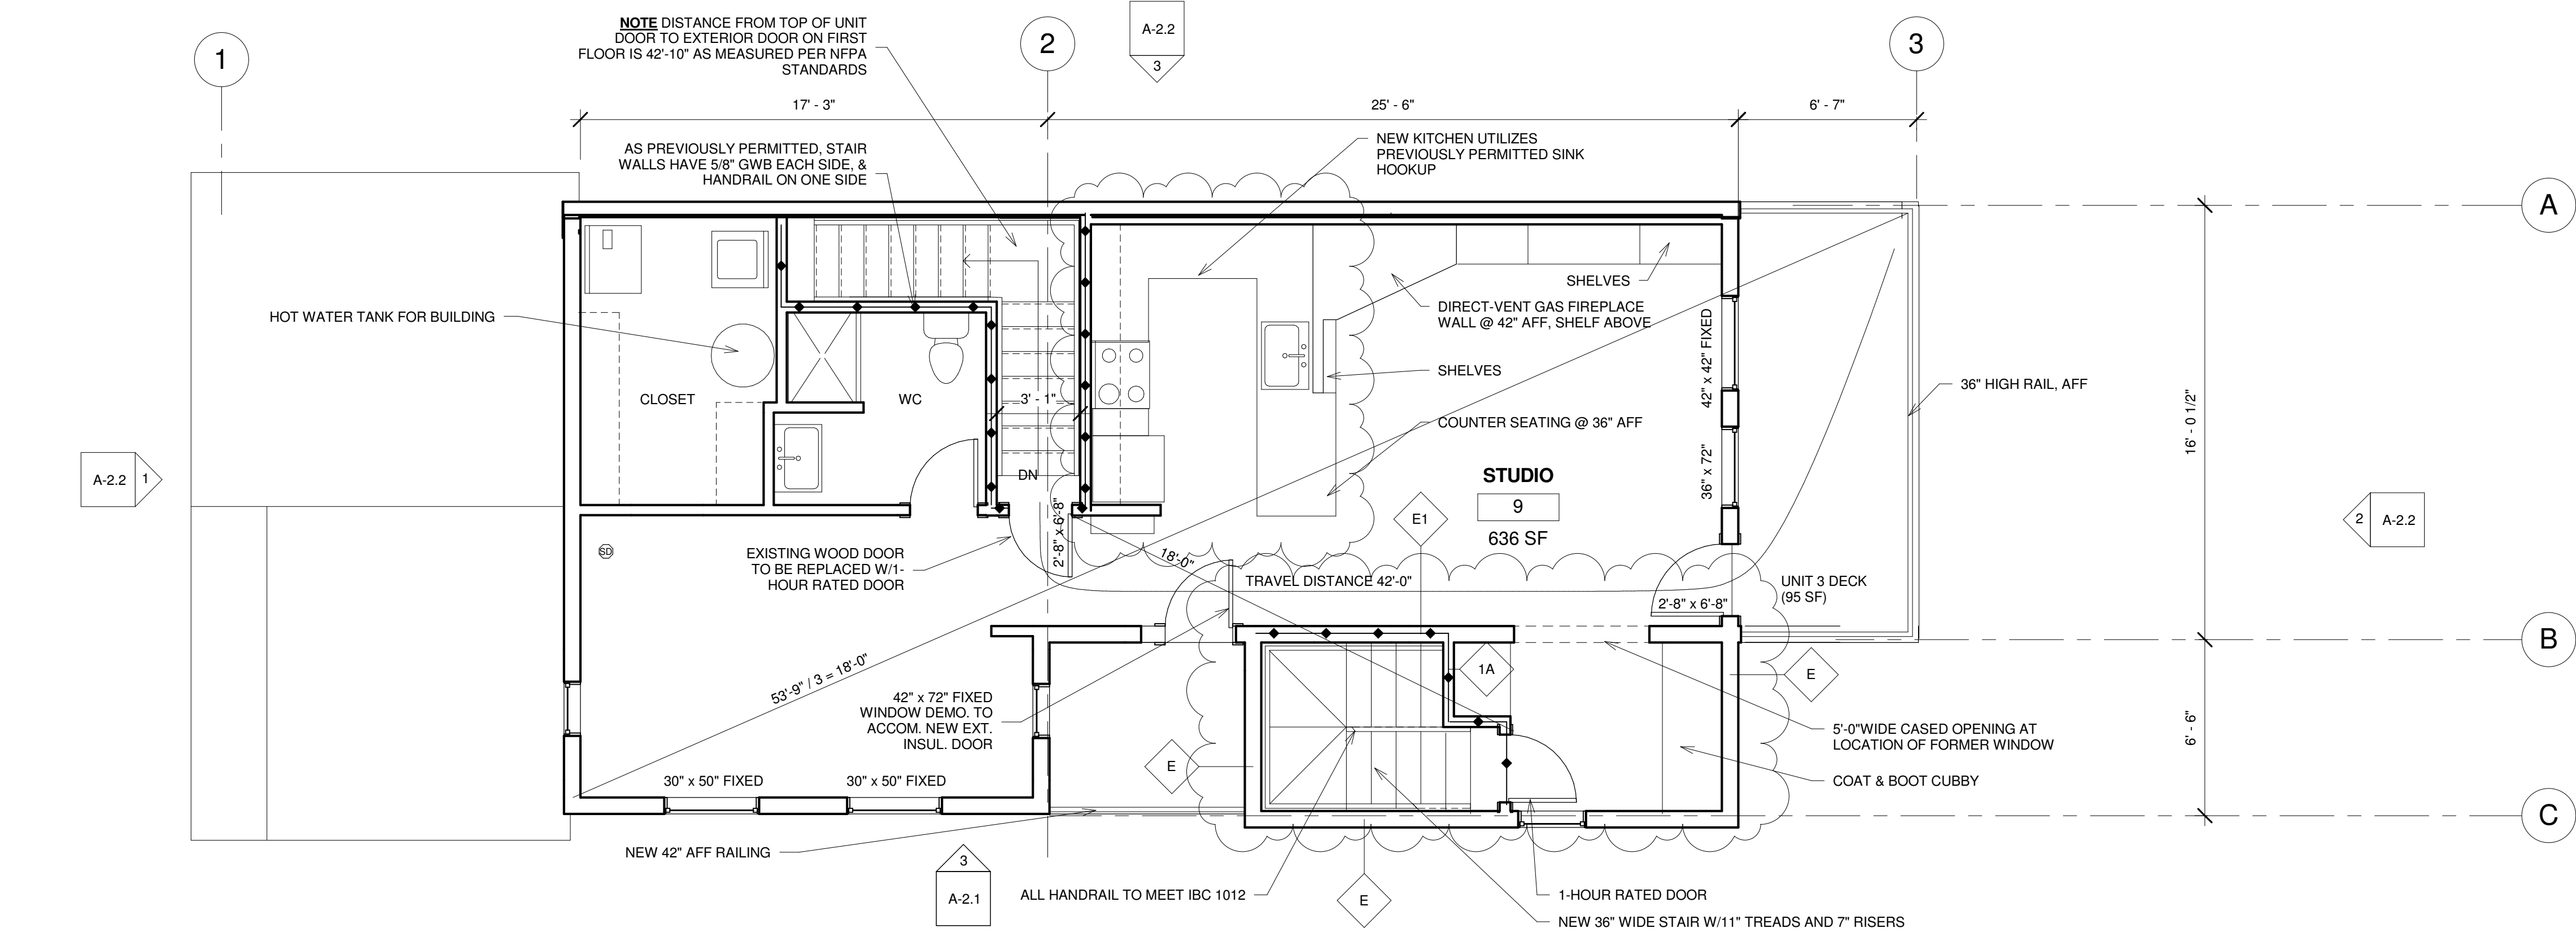 NOTE DISTANCE FROM TOP OF UNIT
DOOR TO EXTERIOR DOOR ON FIRST
FLOOR IS 42'-10" AS MEASURED PER NFPA
STANDARDS
1
2
A-2.2
3
3
17' - 3"
25' - 6"
6' - 7"
AS PREVIOUSLY PERMITTED, STAIR
WALLS HAVE 5/8" GWB EACH SIDE, &
HANDRAIL ON ONE SIDE
NEW KITCHEN UTILIZES
PREVIOUSLY PERMITTED SINK
HOOKUP
A
SHELVES
HOT WATER TANK FOR BUILDING
DIRECT-VENT GAS FIREPLACE
WALL @ 42" AFF, SHELF ABOVE
42" x 42" FIXED
SHELVES
36" HIGH RAIL, AFF
CLOSET
WC
3' - 1"
16' - 0 1/2"
COUNTER SEATING @ 36" AFF
A-2.2
1
DN
STUDIO
9
636 SF
36" x 72"
2
A-2.2
E1
SD
EXISTING WOOD DOOR
TO BE REPLACED W/1-
HOUR RATED DOOR
2'-8" x 6'-8"
18'-0"
TRAVEL DISTANCE 42'-0"
UNIT 3 DECK
(95 SF)
2'-8" x 6'-8"
B
53'-9" / 3 = 18'-0"
1A
E
42" x 72" FIXED
WINDOW DEMO. TO
ACCOM. NEW EXT.
INSUL. DOOR
5'-0"WIDE CASED OPENING AT
LOCATION OF FORMER WINDOW
6' - 6"
E
30" x 50" FIXED
30" x 50" FIXED
COAT & BOOT CUBBY
C
NEW 42" AFF RAILING
3
A-2.1
ALL HANDRAIL TO MEET IBC 1012
E
1-HOUR RATED DOOR
NEW 36" WIDE STAIR W/11" TREADS AND 7" RISERS